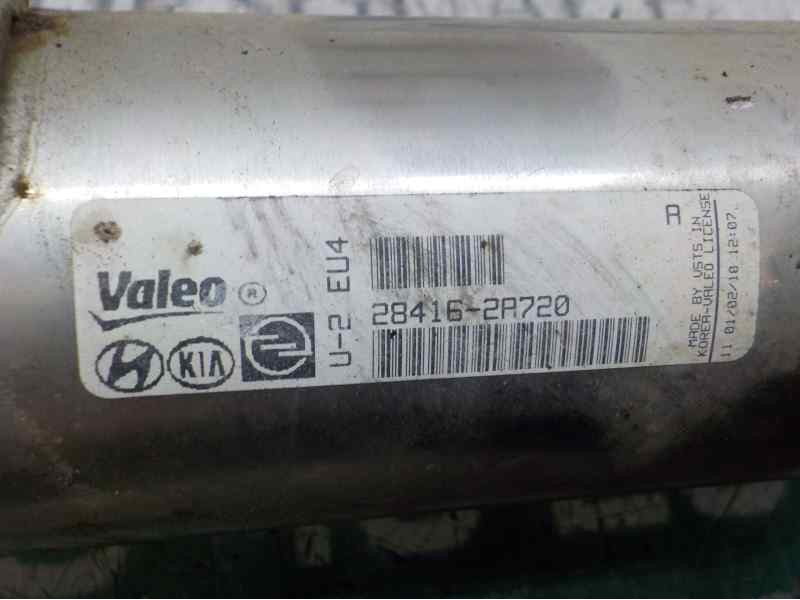 Valeo ®
KIA
U-2 EU4
28416-2A720
A
MADE BY VSTS IN
KOREA-VALEO LICENSE
11 01/02/10 12:07